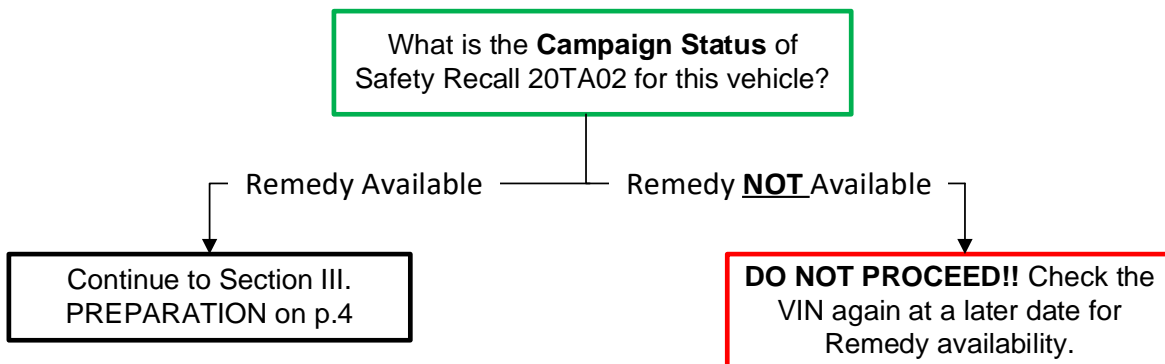 What is the Campaign Status of
Safety Recall 20TA02 for this vehicle?
Remedy Available
Remedy NOT Available
Continue to Section III.
PREPARATION on p.4
DO NOT PROCEED!! Check the
VIN again at a later date for
Remedy availability.